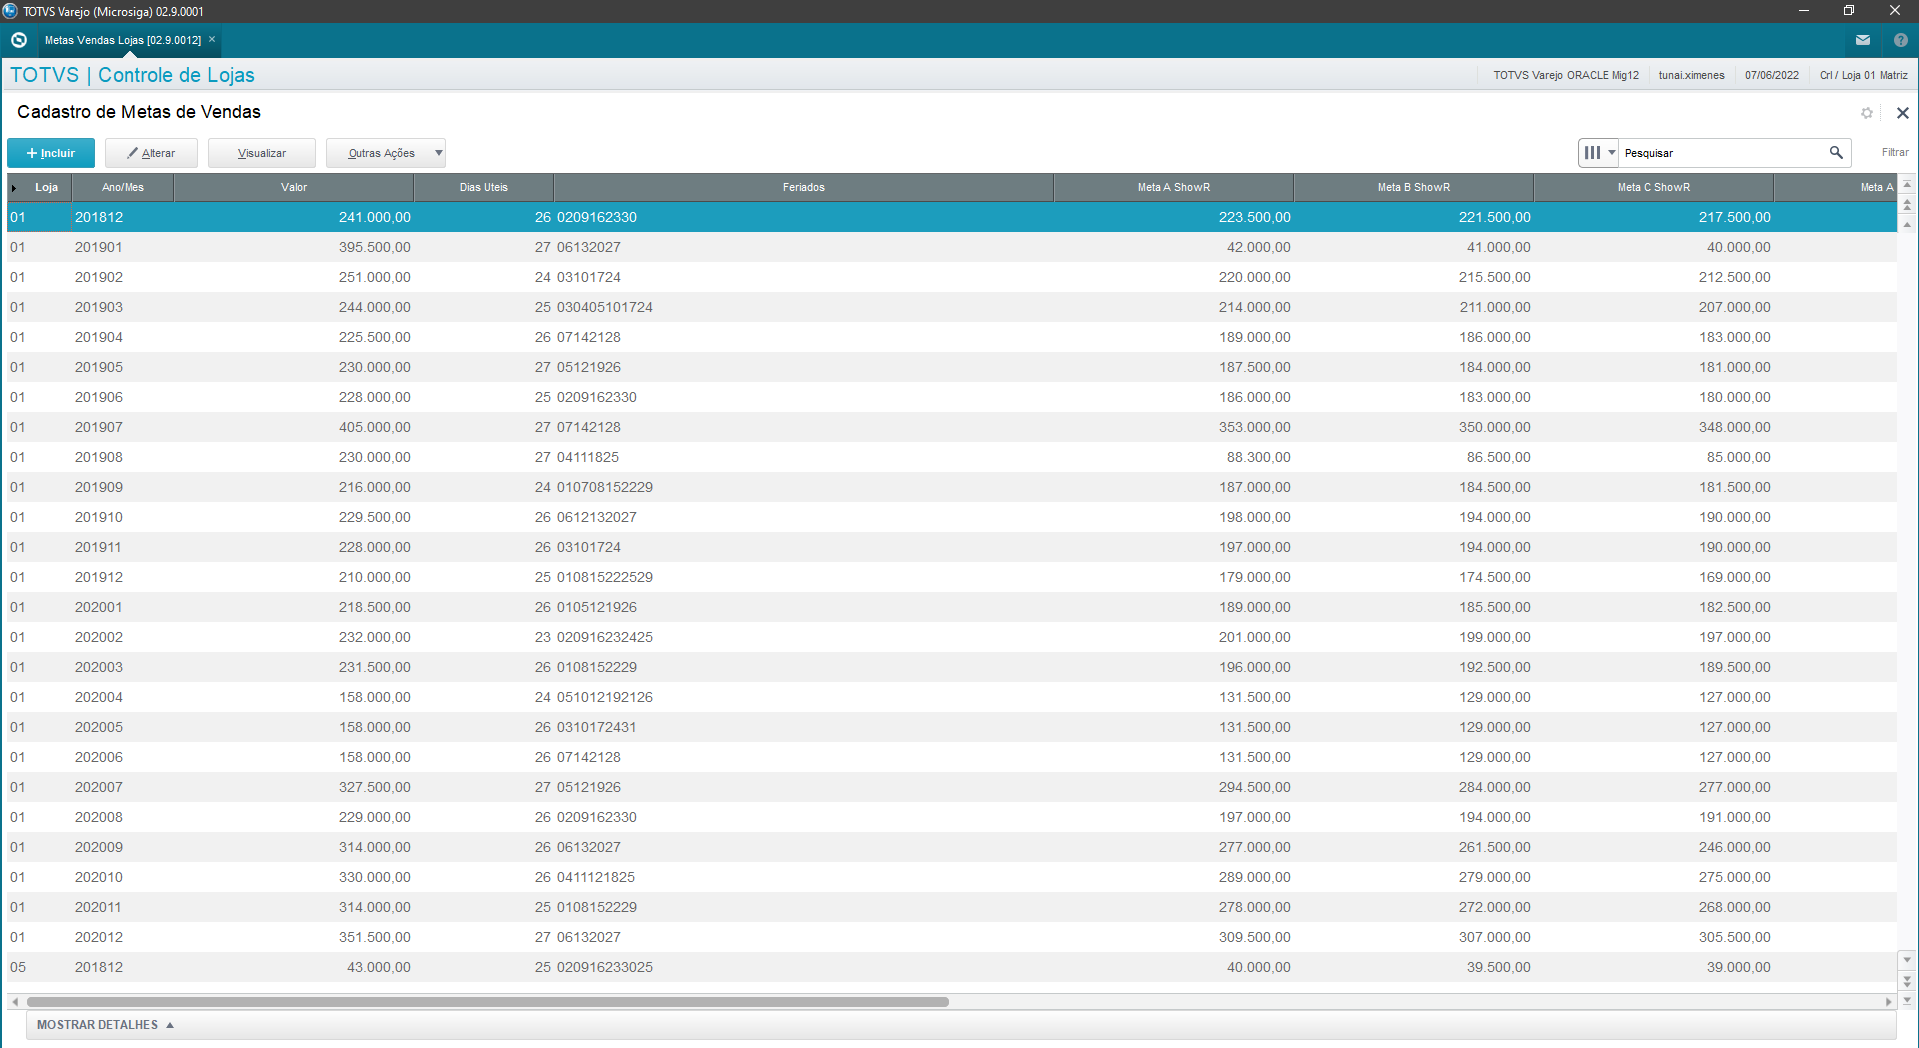 TOTVS Varejo (Microsiga) 02.9.0001
Metas Vendas Lojas [02.9.0012] ×
TOTVS | Controle de Lojas
TOTVS Varejo ORACLE Mig12 tunai.ximenes 07/06/2022 Crl / Loja 01 Matriz
Cadastro de Metas de Vendas
+ Incluir Alterar Visualizar Outras Ações Pesquisar Filtrar
Loja Ano/Mes Valor Dias Uteis Feriados Meta A ShowR Meta B ShowR Meta C ShowR Meta A
01 201812 241.000,00 26 0209162330 223.500,00 221.500,00 217.500,00
01 201901 395.500,00 27 06132027 42.000,00 41.000,00 40.000,00
01 201902 251.000,00 24 03101724 220.000,00 215.500,00 212.500,00
01 201903 244.000,00 25 030405101724 214.000,00 211.000,00 207.000,00
01 201904 225.500,00 26 07142128 189.000,00 186.000,00 183.000,00
01 201905 230.000,00 27 05121926 187.500,00 184.000,00 181.000,00
01 201906 228.000,00 25 0209162330 186.000,00 183.000,00 180.000,00
01 201907 405.000,00 27 07142128 353.000,00 350.000,00 348.000,00
01 201908 230.000,00 27 04111825 88.300,00 86.500,00 85.000,00
01 201909 216.000,00 24 010708152229 187.000,00 184.500,00 181.500,00
01 201910 229.500,00 26 0612132027 198.000,00 194.000,00 190.000,00
01 201911 228.000,00 26 03101724 197.000,00 194.000,00 190.000,00
01 201912 210.000,00 25 010815222529 179.000,00 174.500,00 169.000,00
01 202001 218.500,00 26 0105121926 189.000,00 185.500,00 182.500,00
01 202002 232.000,00 23 020916232425 201.000,00 199.000,00 197.000,00
01 202003 231.500,00 26 0108152229 196.000,00 192.500,00 189.500,00
01 202004 158.000,00 24 051012192126 131.500,00 129.000,00 127.000,00
01 202005 158.000,00 26 0310172431 131.500,00 129.000,00 127.000,00
01 202006 158.000,00 26 07142128 131.500,00 129.000,00 127.000,00
01 202007 327.500,00 27 05121926 294.500,00 284.000,00 277.000,00
01 202008 229.000,00 26 0209162330 197.000,00 194.000,00 191.000,00
01 202009 314.000,00 26 06132027 277.000,00 261.500,00 246.000,00
01 202010 330.000,00 26 0411121825 289.000,00 279.000,00 275.000,00
01 202011 314.000,00 25 0108152229 278.000,00 272.000,00 268.000,00
01 202012 351.500,00 27 06132027 309.500,00 307.000,00 305.500,00
05 201812 43.000,00 25 020916233025 40.000,00 39.500,00 39.000,00
MOSTRAR DETALHES